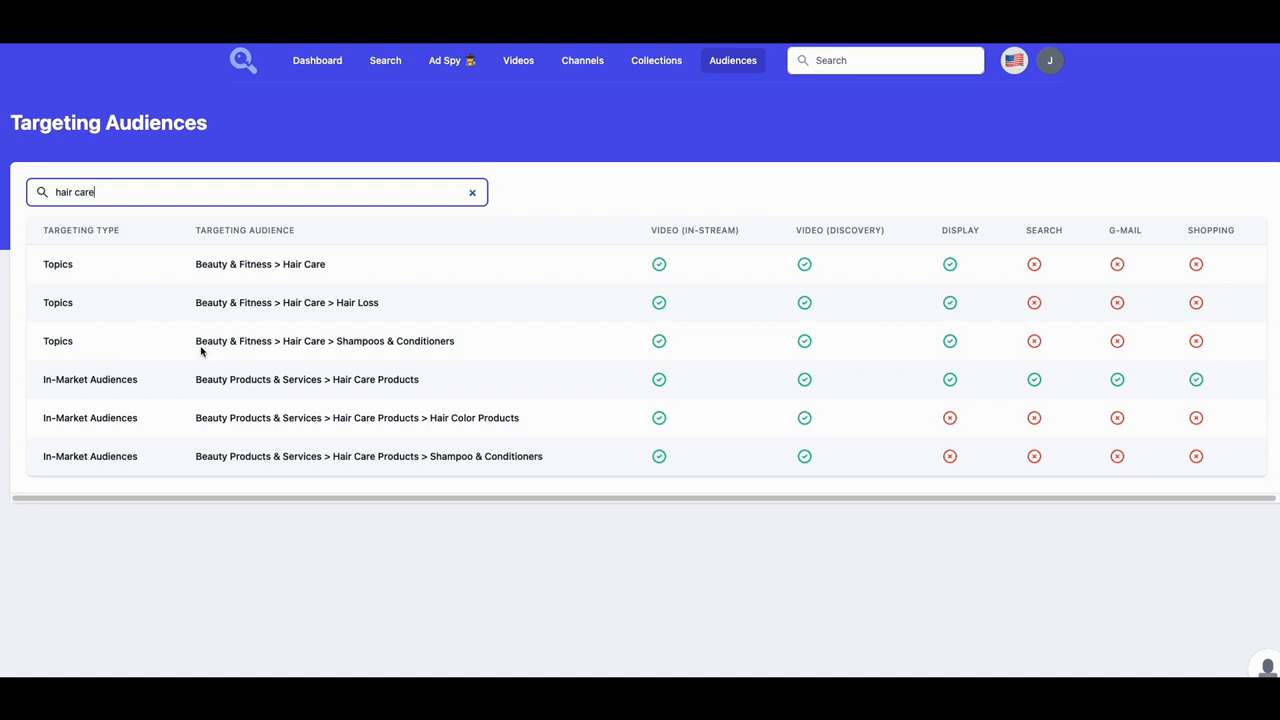 Dashboard Search Ad Spy Videos Channels Collections Audiences Search J
Targeting Audiences
hair care
TARGETING TYPE TARGETING AUDIENCE VIDEO (IN-STREAM) VIDEO (DISCOVERY) DISPLAY SEARCH G-MAIL SHOPPING
Topics Beauty & Fitness > Hair Care
Topics Beauty & Fitness > Hair Care > Hair Loss
Topics Beauty & Fitness > Hair Care > Shampoos & Conditioners
In-Market Audiences Beauty Products & Services > Hair Care Products
In-Market Audiences Beauty Products & Services > Hair Care Products > Hair Color Products
In-Market Audiences Beauty Products & Services > Hair Care Products > Shampoo & Conditioners